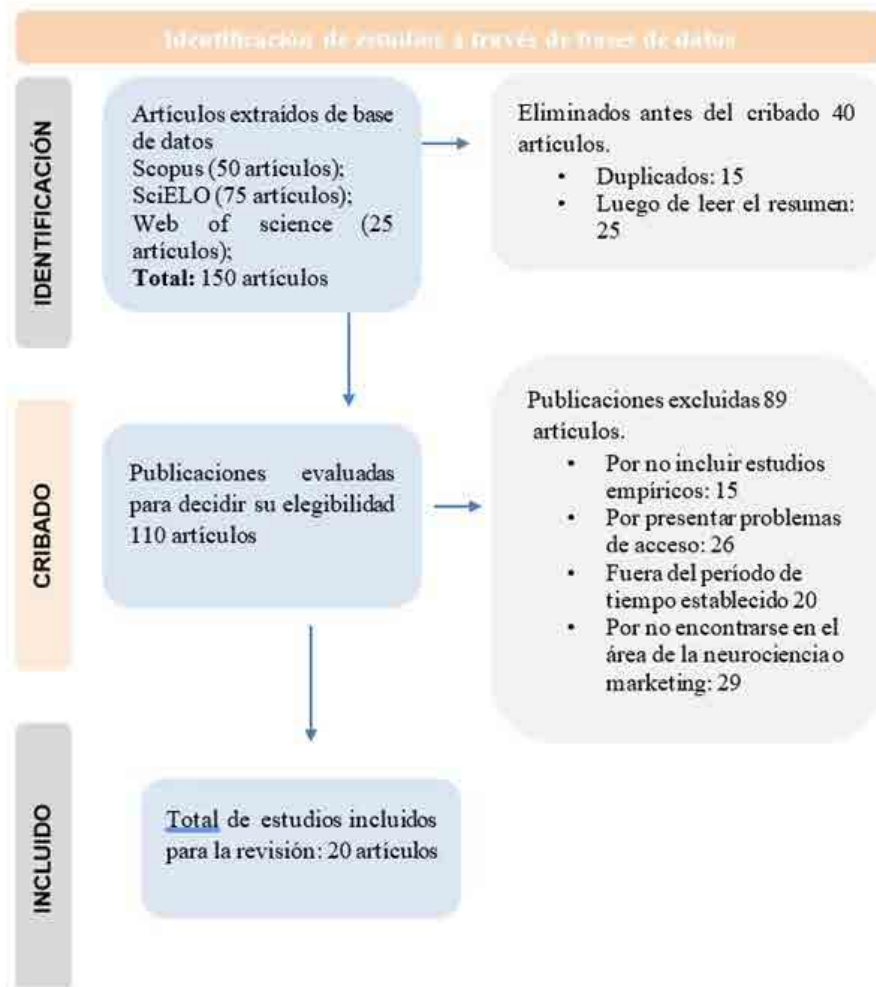 Identificación de estudios a través de bases de datos
IDENTIFICACIÓN
Artículos extraídos de base
de datos
Scopus (50 artículos);
SciELO (75 artículos);
Web of science (25
artículos);
Total: 150 artículos
Eliminados antes del cribado 40
artículos.
• Duplicados: 15
• Luego de leer el resumen:
25
CRIBADO
Publicaciones evaluadas
para decidir su elegibilidad
110 artículos
Publicaciones excluidas 89
artículos.
• Por no incluir estudios
empíricos: 15
• Por presentar problemas
de acceso: 26
• Fuera del período de
tiempo establecido 20
• Por no encontrarse en el
área de la neurociencia o
marketing: 29
INCLUIDO
Total de estudios incluidos
para la revisión: 20 artículos